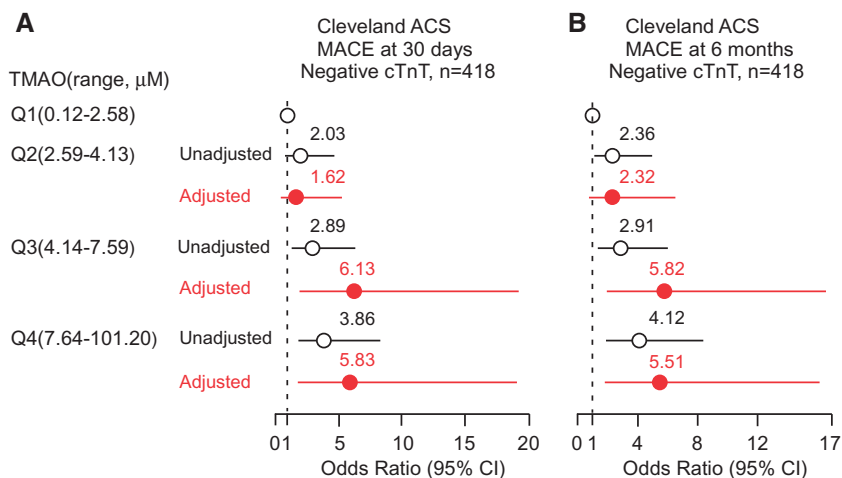 A
Cleveland ACS
MACE at 30 days
Negative cTnT, n=418
B
Cleveland ACS
MACE at 6 months
Negative cTnT, n=418
TMAO(range, μM)
Q1(0.12-2.58)
2.03
2.36
Q2(2.59-4.13)
Unadjusted
1.62
2.32
Adjusted
2.89
2.91
Q3(4.14-7.59)
Unadjusted
6.13
5.82
Adjusted
3.86
4.12
Q4(7.64-101.20)
Unadjusted
5.83
5.51
Adjusted
0 1 5 10 15 20
0 1 4 8 12 17
Odds Ratio (95% CI)
Odds Ratio (95% CI)